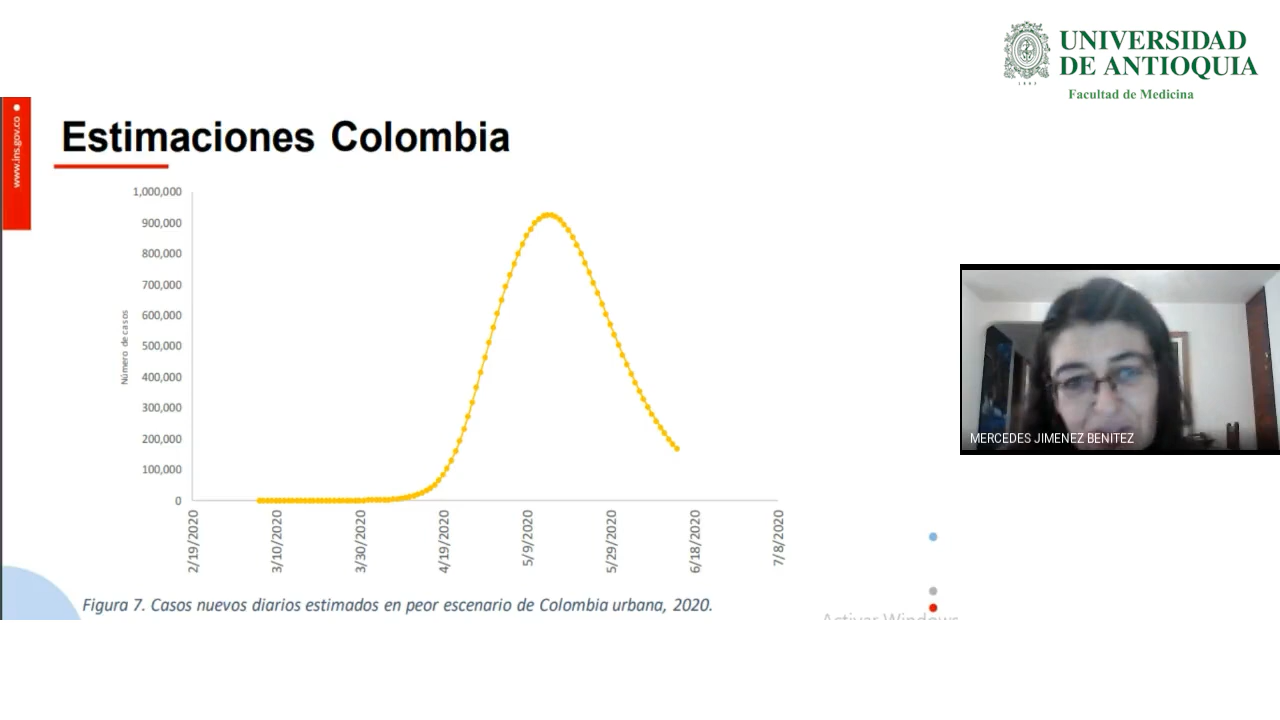 UNIVERSIDAD
DE ANTIOQUIA
1803
Facultad de Medicina
www.ins.gov.co
Estimaciones Colombia
1,000,000
900,000
800,000
700,000
600,000
500,000
400,000
300,000
200,000
100,000
0
Número de casos
2/19/2020
3/10/2020
3/30/2020
4/19/2020
5/9/2020
5/29/2020
6/18/2020
7/8/2020
Figura 7. Casos nuevos diarios estimados en peor escenario de Colombia urbana, 2020.
Activar Windows
MERCEDES JIMENEZ BENITEZ